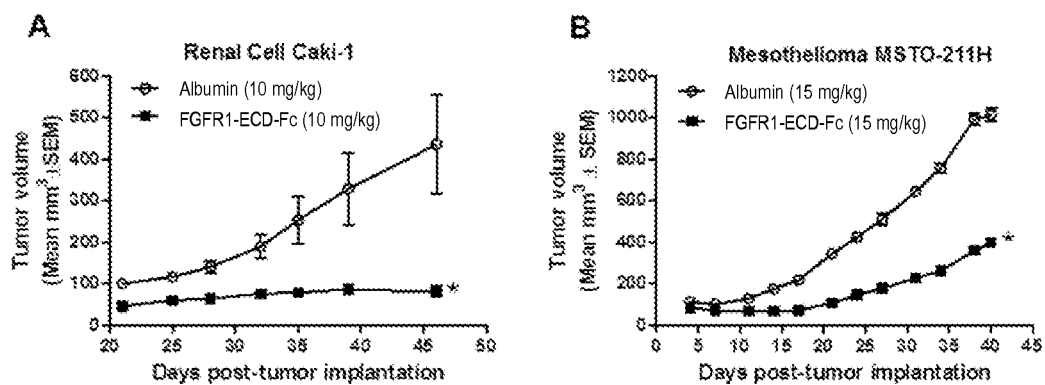 A
Renal Cell Caki-1
Albumin (10 mg/kg)
FGFR1-ECD-Fc (10 mg/kg)
Tumor volume
(Mean mm³ ± SEM)
600
500
400
300
200
100
0
20
25
30
35
40
45
50
*
Days post-tumor implantation
B
Mesothelioma MSTO-211H
Albumin (15 mg/kg)
FGFR1-ECD-Fc (15 mg/kg)
Tumor volume
(Mean mm³ ± SEM)
1200
1000
800
600
400
200
0
0
5
10
15
20
25
30
35
40
45
*
Days post-tumor implantation